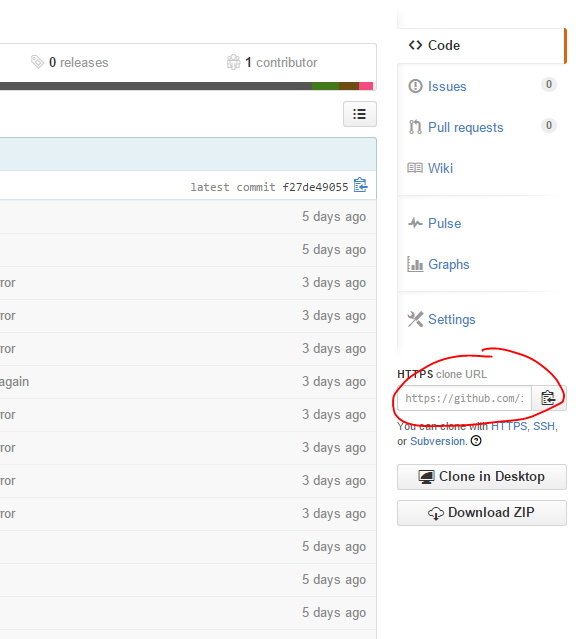 0 releases
1 contributor
latest commit f27de49055
5 days ago
5 days ago
ror 3 days ago
ror 3 days ago
ror 3 days ago
again 3 days ago
ror 3 days ago
ror 3 days ago
ror 3 days ago
ror 3 days ago
5 days ago
5 days ago
5 days ago
Code
Issues 0
Pull requests 0
Wiki
Pulse
Graphs
Settings
HTTPS clone URL
https://github.com/
You can clone with HTTPS, SSH,
or Subversion.
Clone in Desktop
Download ZIP